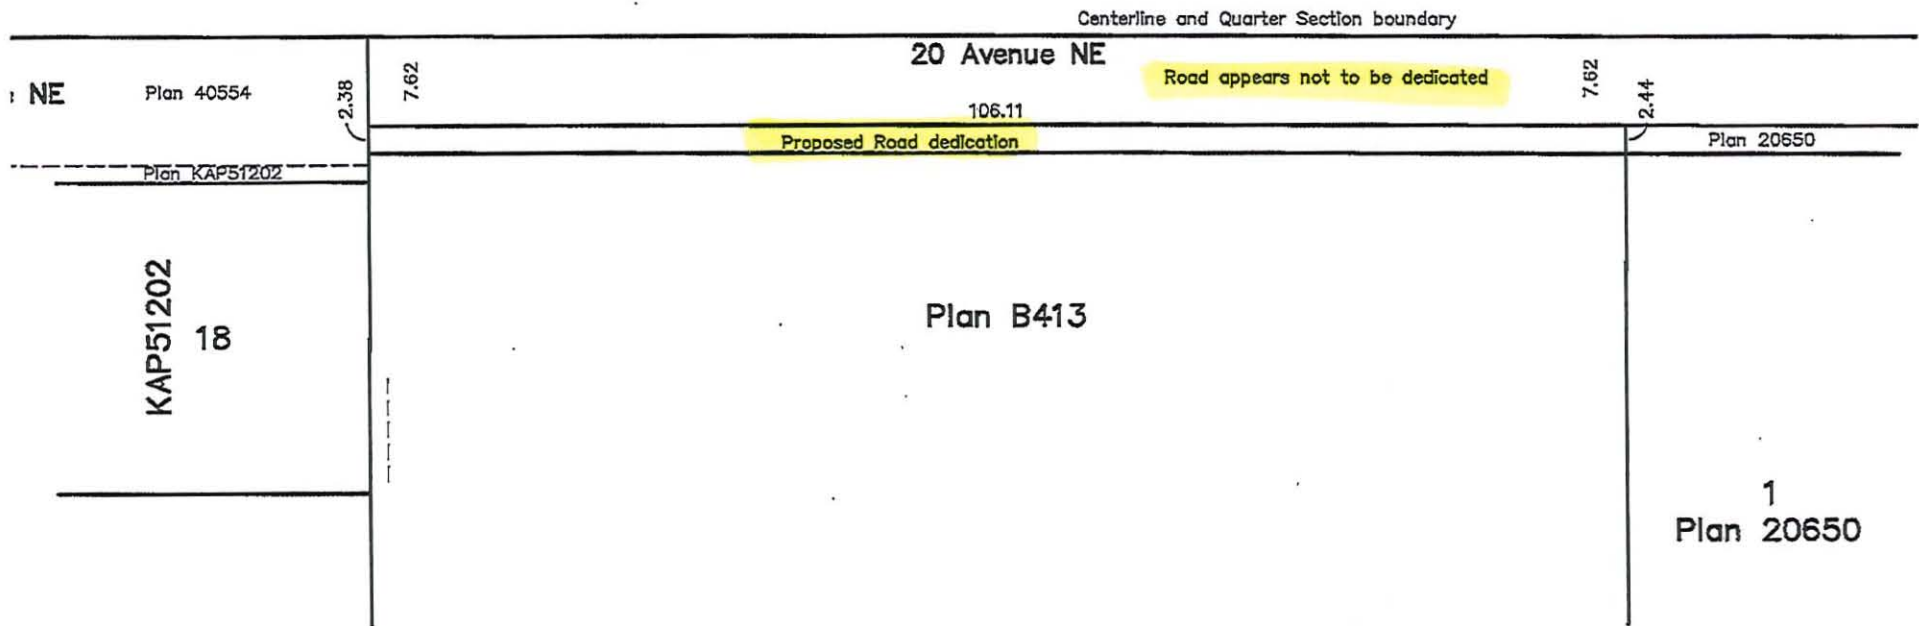 Centerline and Quarter Section boundary
20 Avenue NE
Road appears not to be dedicated
NE
Plan 40554
2.38
7.62
7.62
2.44
106.11
Proposed Road dedication
Plan 20650
Plan KAP51202
KAP51202
18
Plan B413
1
Plan 20650